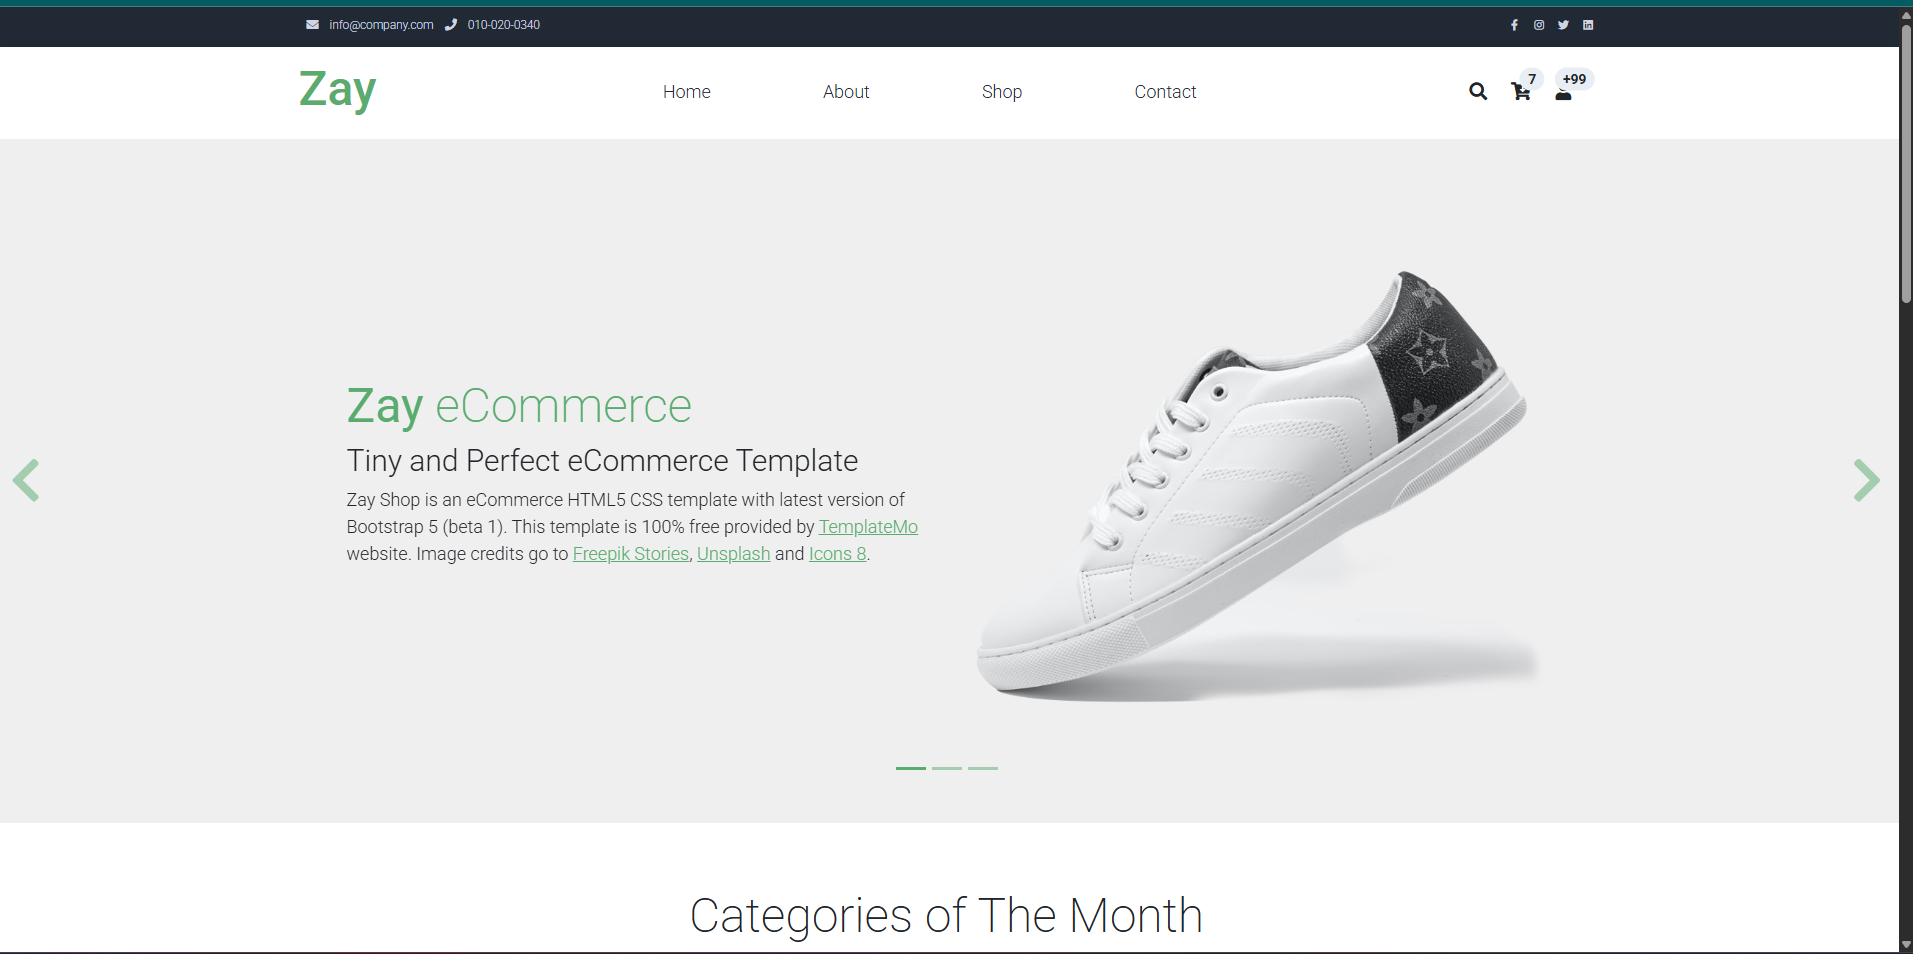 info@company.com 010-020-0340
Zay Home About Shop Contact 7 +99
Zay eCommerce
Tiny and Perfect eCommerce Template
Zay Shop is an eCommerce HTML5 CSS template with latest version of
Bootstrap 5 (beta 1). This template is 100% free provided by TemplateMo
website. Image credits go to Freepik Stories, Unsplash and Icons 8.
Categories of The Month